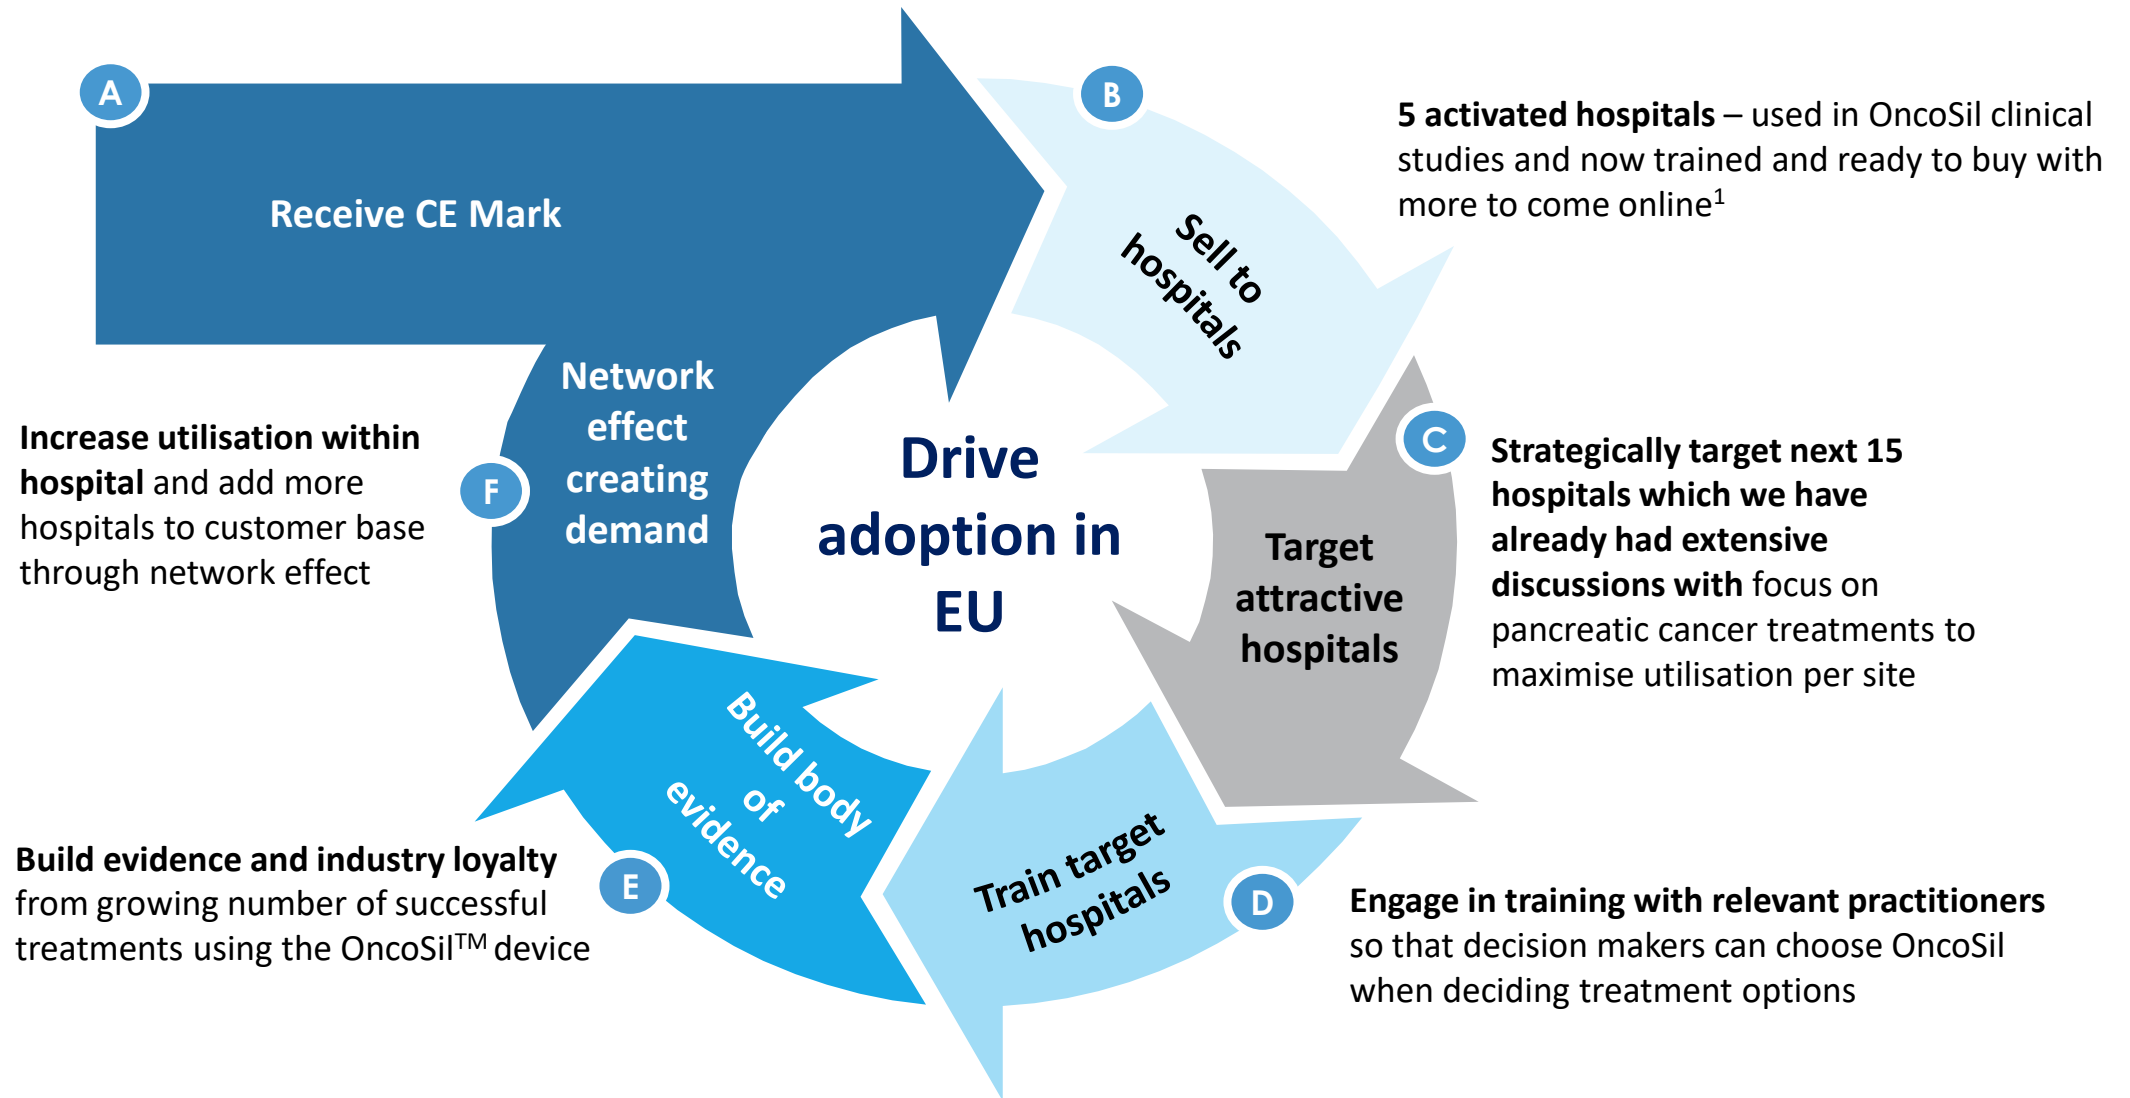 A
Receive CE Mark
B
Sell to
hospitals
5 activated hospitals – used in OncoSil clinical
studies and now trained and ready to buy with
more to come online1
C
Target
attractive
hospitals
Strategically target next 15
hospitals which we have
already had extensive
discussions with focus on
pancreatic cancer treatments to
maximise utilisation per site
D
Train target
hospitals
Engage in training with relevant practitioners
so that decision makers can choose OncoSil
when deciding treatment options
E
Build body
of
evidence
Build evidence and industry loyalty
from growing number of successful
treatments using the OncoSil™ device
F
Network
effect
creating
demand
Increase utilisation within
hospital and add more
hospitals to customer base
through network effect
Drive
adoption in
EU